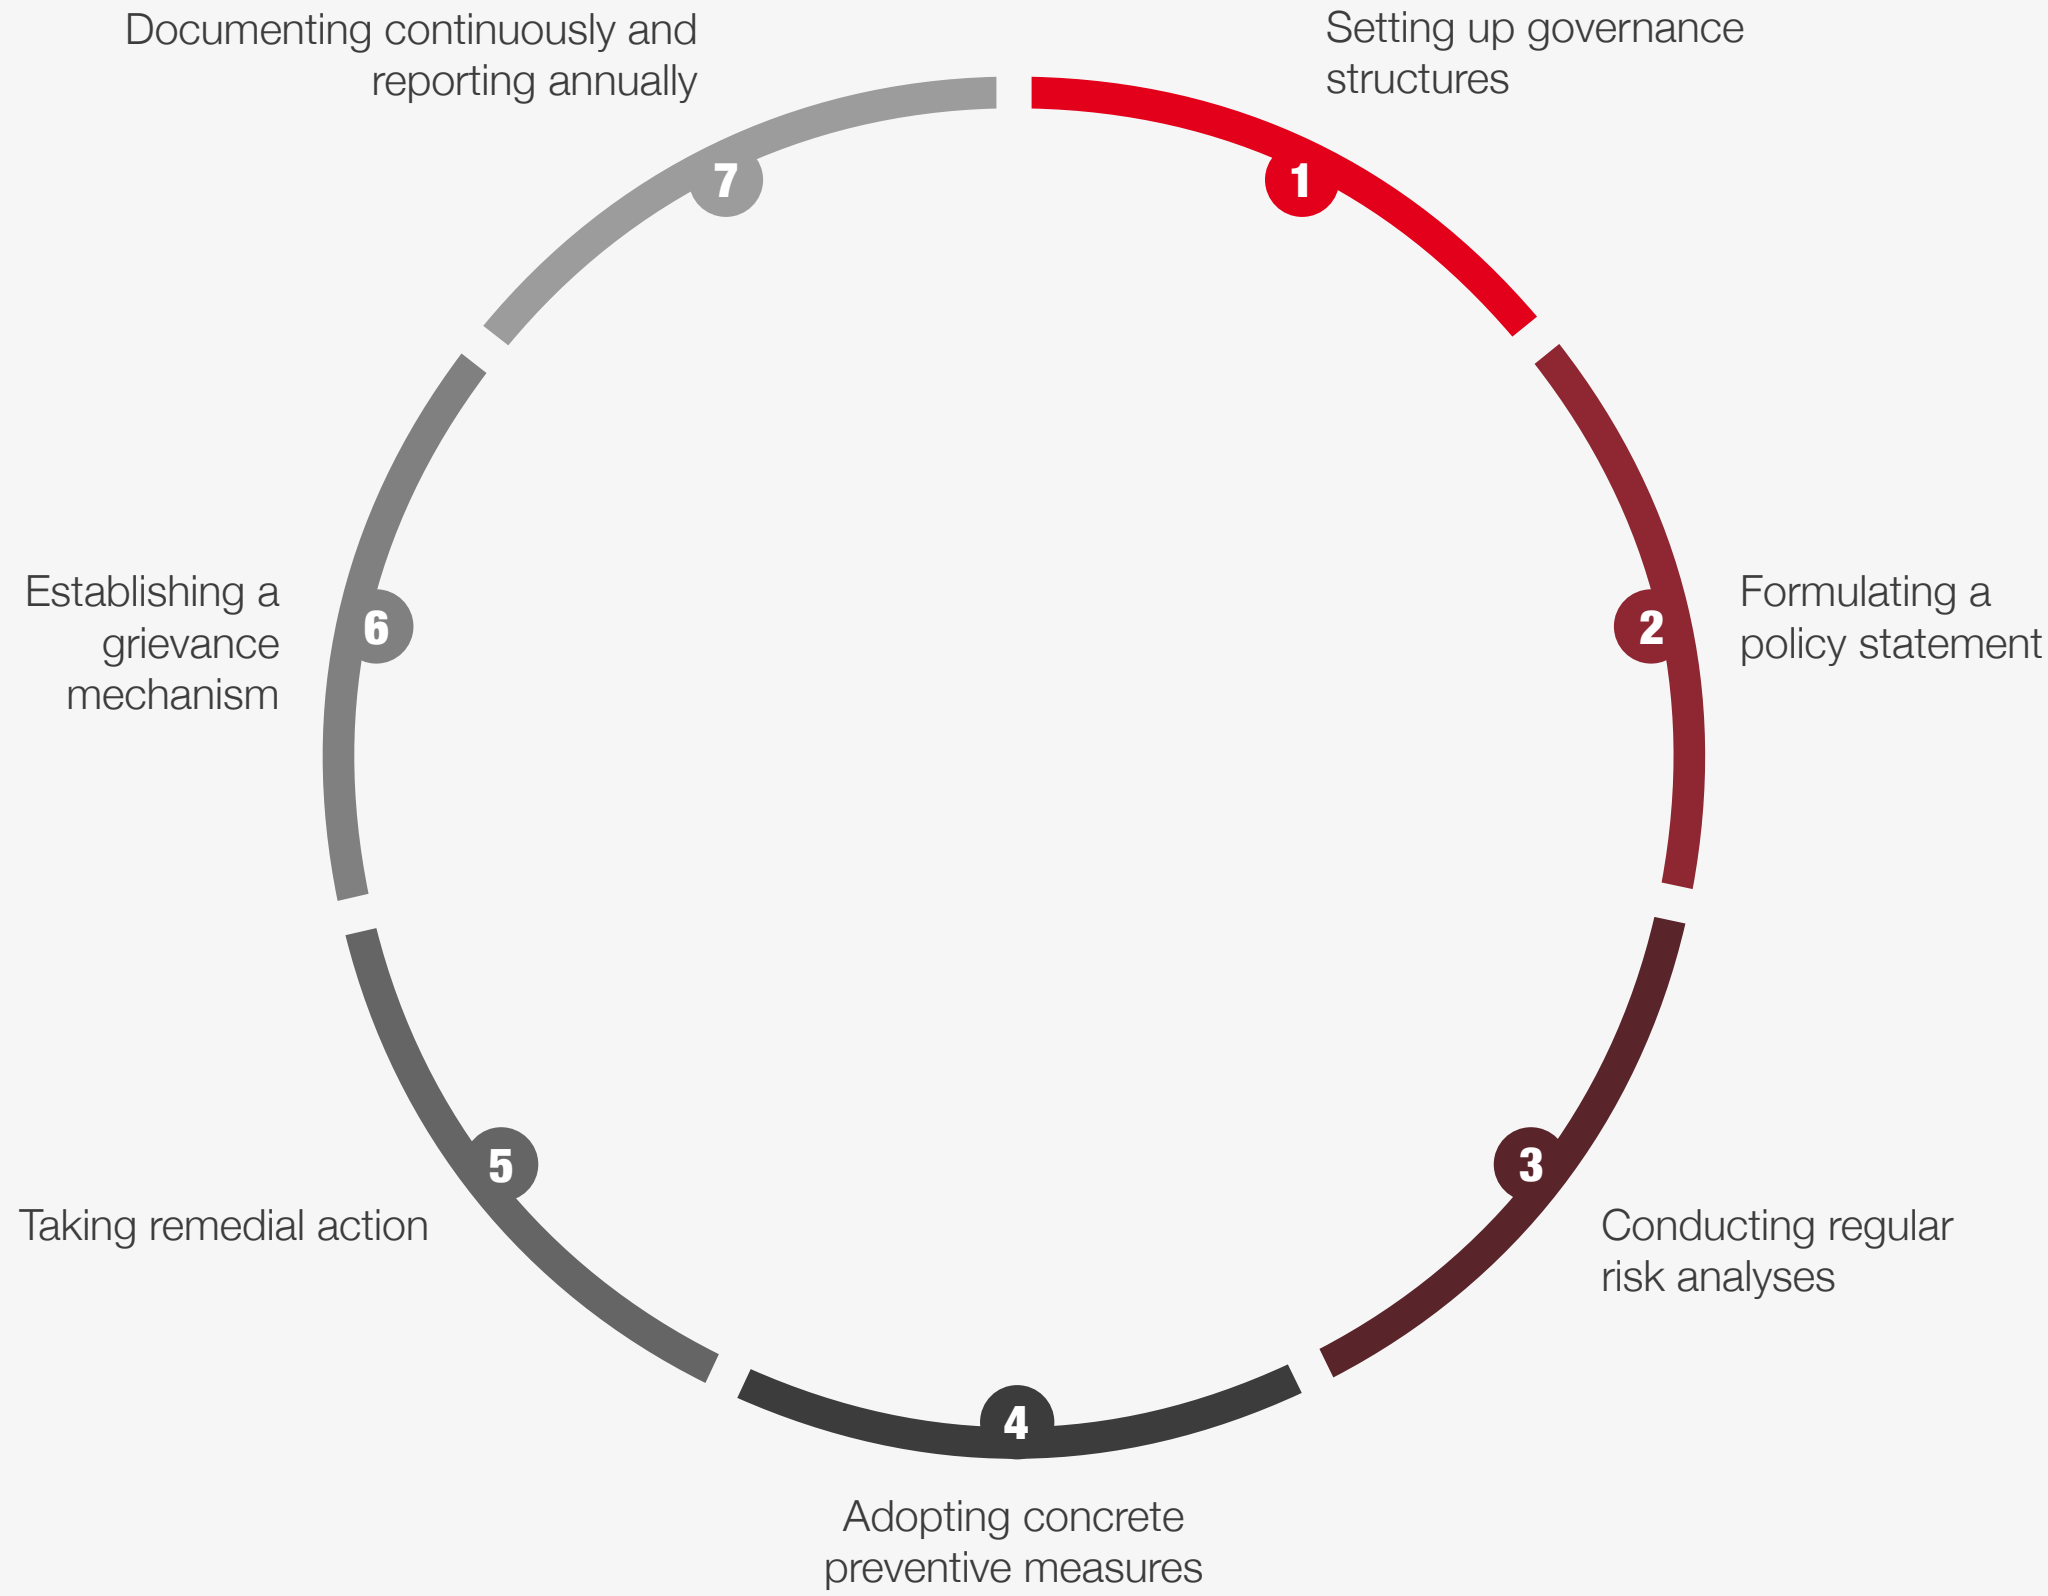 1
Setting up governance
structures
2
Formulating a
policy statement
3
Conducting regular
risk analyses
4
Adopting concrete
preventive measures
5
Taking remedial action
6
Establishing a
grievance
mechanism
7
Documenting continuously and
reporting annually